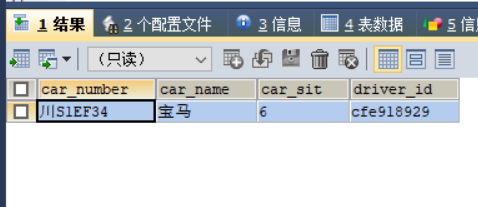 1 结果 2 个配置文件 3 信息 4 表数据 5 信
(只读)
car_number car_name car_sit driver_id
川S1EF34 宝马 6 cfe918929